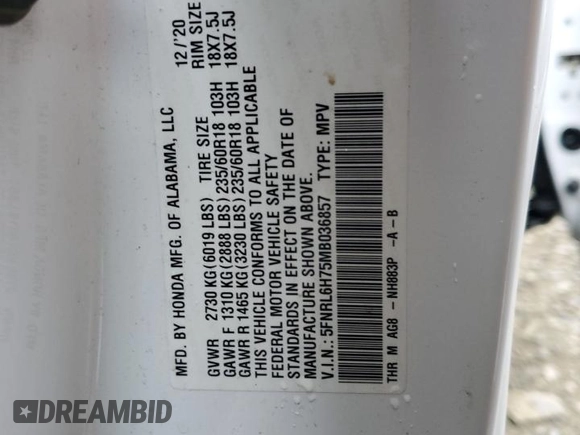 MFD. BY HONDA MFG. OF ALABAMA, LLC 12/'20
GVWR 2730 KG (6019 LBS) TIRE SIZE RIM SIZE
GAWR F 1310 KG (2888 LBS) 235/60R18 103H 18X7.5J
GAWR R 1465 KG (3230 LBS) 235/60R18 103H 18X7.5J
THIS VEHICLE CONFORMS TO ALL APPLICABLE
FEDERAL MOTOR VEHICLE SAFETY
STANDARDS IN EFFECT ON THE DATE OF
MANUFACTURE SHOWN ABOVE.
V.I.N.: 5FNRL6H75MB036857 TYPE: MPV
THR M AG8 - NH883P -A - B
DREAMBID